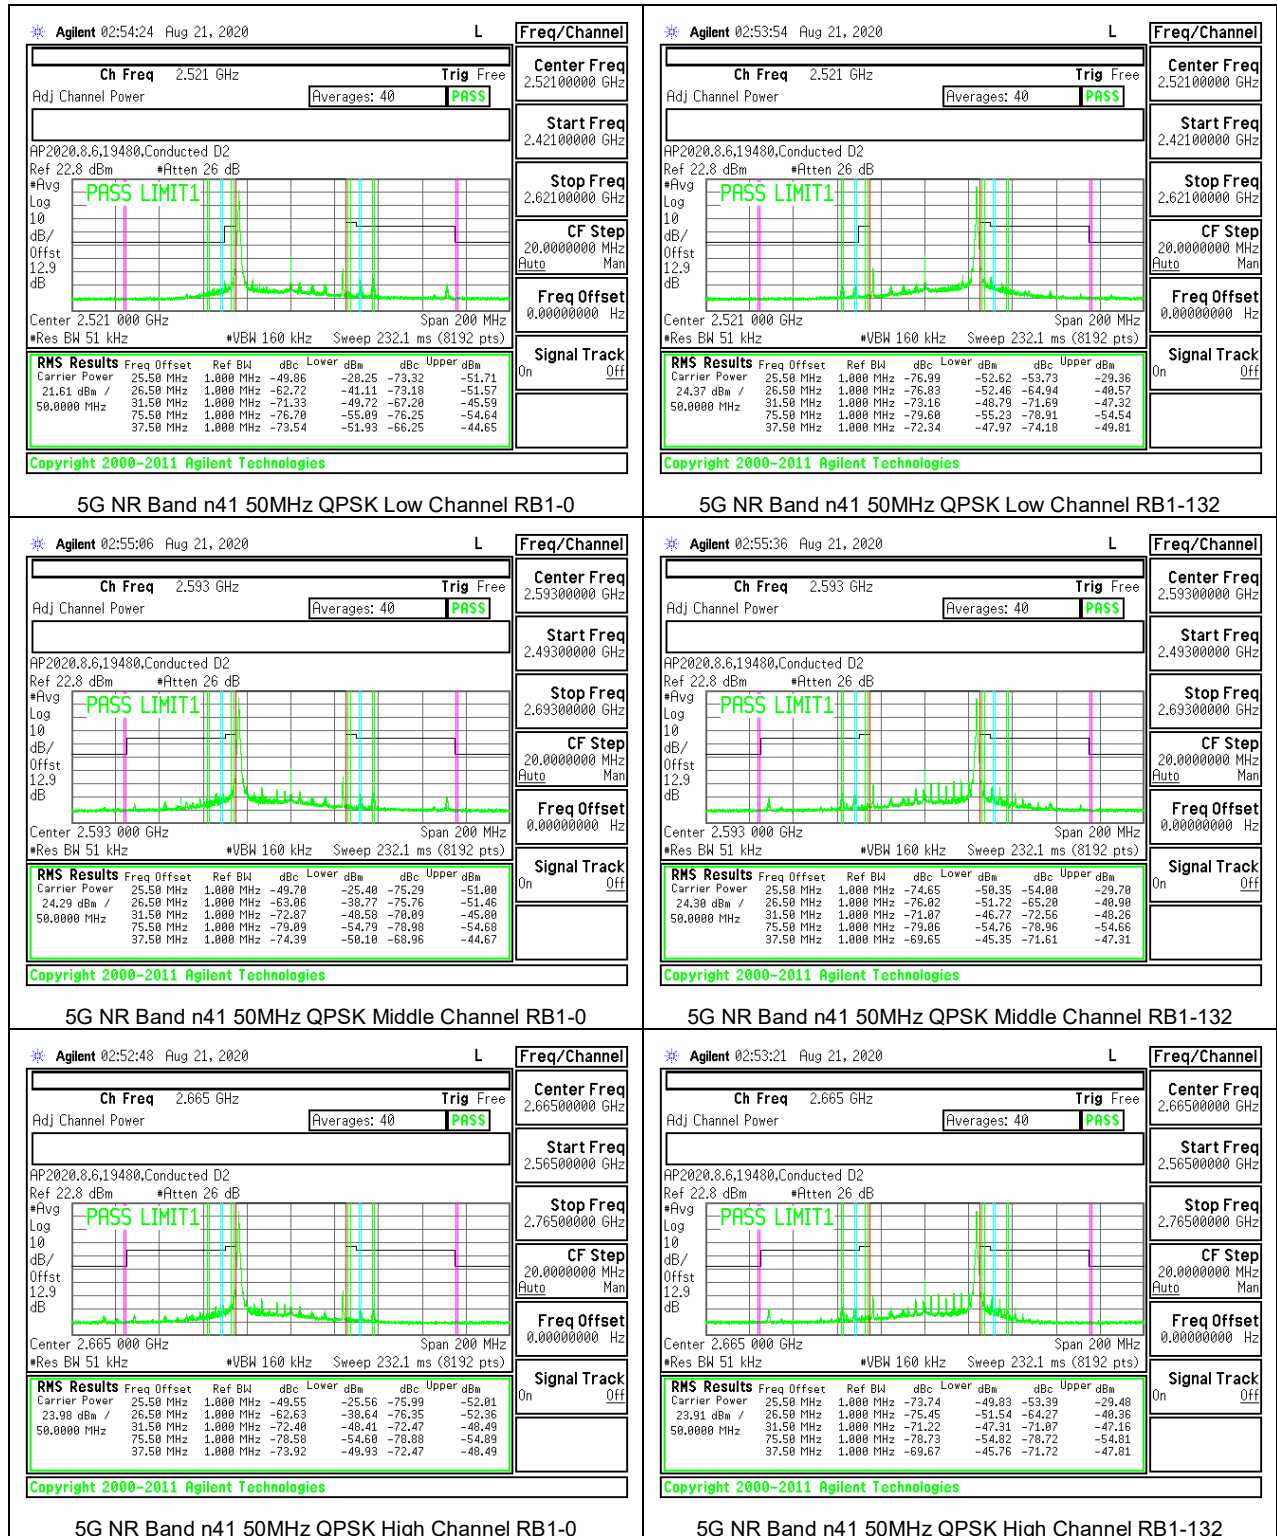 Agilent 02:54:24 Aug 21, 2020 L Freq/Channel
Ch Freq 2.521 GHz Trig Free
Adj Channel Power Averages: 40 PASS
Center Freq
2.52100000 GHz
Start Freq
2.42100000 GHz
Stop Freq
2.62100000 GHz
CF Step
20.0000000 MHz
Auto Man
Freq Offset
0.00000000 Hz
Signal Track
On Off
AP2020.8.6,19480,Conducted D2
Ref 22.8 dBm #Atten 26 dB
#Avg
Log
10
dB/
Offst
12.9
dB
PASS LIMIT1
Center 2.521 000 GHz Span 200 MHz
#Res BW 51 kHz #VBW 160 kHz Sweep 232.1 ms (8192 pts)
RMS Results Freq Offset Ref BW dBc Lower dBm dBc Upper dBm
Carrier Power 25.50 MHz 1.000 MHz -49.86 -28.25 -73.32 -51.71
21.61 dBm / 26.50 MHz 1.000 MHz -62.72 -41.11 -73.18 -51.57
50.0000 MHz 31.50 MHz 1.000 MHz -71.33 -49.72 -67.20 -45.59
75.50 MHz 1.000 MHz -76.70 -55.09 -76.25 -54.64
37.50 MHz 1.000 MHz -73.54 -51.93 -66.25 -44.65
Copyright 2000-2011 Agilent Technologies
5G NR Band n41 50MHz QPSK Low Channel RB1-0
Agilent 02:53:54 Aug 21, 2020 L Freq/Channel
Ch Freq 2.521 GHz Trig Free
Adj Channel Power Averages: 40 PASS
Center Freq
2.52100000 GHz
Start Freq
2.42100000 GHz
Stop Freq
2.62100000 GHz
CF Step
20.0000000 MHz
Auto Man
Freq Offset
0.00000000 Hz
Signal Track
On Off
AP2020.8.6,19480,Conducted D2
Ref 22.8 dBm #Atten 26 dB
#Avg
Log
10
dB/
Offst
12.9
dB
PASS LIMIT1
Center 2.521 000 GHz Span 200 MHz
#Res BW 51 kHz #VBW 160 kHz Sweep 232.1 ms (8192 pts)
RMS Results Freq Offset Ref BW dBc Lower dBm dBc Upper dBm
Carrier Power 25.50 MHz 1.000 MHz -76.99 -52.62 -53.73 -29.36
24.37 dBm / 26.50 MHz 1.000 MHz -76.83 -52.46 -64.94 -40.57
50.0000 MHz 31.50 MHz 1.000 MHz -73.16 -48.79 -71.69 -47.32
75.50 MHz 1.000 MHz -79.60 -55.23 -78.91 -54.54
37.50 MHz 1.000 MHz -72.34 -47.97 -74.18 -49.81
Copyright 2000-2011 Agilent Technologies
5G NR Band n41 50MHz QPSK Low Channel RB1-132
Agilent 02:55:06 Aug 21, 2020 L Freq/Channel
Ch Freq 2.593 GHz Trig Free
Adj Channel Power Averages: 40 PASS
Center Freq
2.59300000 GHz
Start Freq
2.49300000 GHz
Stop Freq
2.69300000 GHz
CF Step
20.0000000 MHz
Auto Man
Freq Offset
0.00000000 Hz
Signal Track
On Off
AP2020.8.6,19480,Conducted D2
Ref 22.8 dBm #Atten 26 dB
#Avg
Log
10
dB/
Offst
12.9
dB
PASS LIMIT1
Center 2.593 000 GHz Span 200 MHz
#Res BW 51 kHz #VBW 160 kHz Sweep 232.1 ms (8192 pts)
RMS Results Freq Offset Ref BW dBc Lower dBm dBc Upper dBm
Carrier Power 25.50 MHz 1.000 MHz -49.70 -25.40 -75.29 -51.00
24.29 dBm / 26.50 MHz 1.000 MHz -63.06 -38.77 -75.76 -51.46
50.0000 MHz 31.50 MHz 1.000 MHz -72.87 -48.58 -70.09 -45.80
75.50 MHz 1.000 MHz -79.09 -54.79 -78.98 -54.68
37.50 MHz 1.000 MHz -74.39 -50.10 -68.96 -44.67
Copyright 2000-2011 Agilent Technologies
5G NR Band n41 50MHz QPSK Middle Channel RB1-0
Agilent 02:55:36 Aug 21, 2020 L Freq/Channel
Ch Freq 2.593 GHz Trig Free
Adj Channel Power Averages: 40 PASS
Center Freq
2.59300000 GHz
Start Freq
2.49300000 GHz
Stop Freq
2.69300000 GHz
CF Step
20.0000000 MHz
Auto Man
Freq Offset
0.00000000 Hz
Signal Track
On Off
AP2020.8.6,19480,Conducted D2
Ref 22.8 dBm #Atten 26 dB
#Avg
Log
10
dB/
Offst
12.9
dB
PASS LIMIT1
Center 2.593 000 GHz Span 200 MHz
#Res BW 51 kHz #VBW 160 kHz Sweep 232.1 ms (8192 pts)
RMS Results Freq Offset Ref BW dBc Lower dBm dBc Upper dBm
Carrier Power 25.50 MHz 1.000 MHz -74.65 -50.35 -54.00 -29.70
24.30 dBm / 26.50 MHz 1.000 MHz -76.02 -51.72 -65.20 -40.90
50.0000 MHz 31.50 MHz 1.000 MHz -71.07 -46.77 -72.56 -48.26
75.50 MHz 1.000 MHz -79.06 -54.76 -78.96 -54.66
37.50 MHz 1.000 MHz -69.65 -45.35 -71.61 -47.31
Copyright 2000-2011 Agilent Technologies
5G NR Band n41 50MHz QPSK Middle Channel RB1-132
Agilent 02:52:48 Aug 21, 2020 L Freq/Channel
Ch Freq 2.665 GHz Trig Free
Adj Channel Power Averages: 40 PASS
Center Freq
2.66500000 GHz
Start Freq
2.56500000 GHz
Stop Freq
2.76500000 GHz
CF Step
20.0000000 MHz
Auto Man
Freq Offset
0.00000000 Hz
Signal Track
On Off
AP2020.8.6,19480,Conducted D2
Ref 22.8 dBm #Atten 26 dB
#Avg
Log
10
dB/
Offst
12.9
dB
PASS LIMIT1
Center 2.665 000 GHz Span 200 MHz
#Res BW 51 kHz #VBW 160 kHz Sweep 232.1 ms (8192 pts)
RMS Results Freq Offset Ref BW dBc Lower dBm dBc Upper dBm
Carrier Power 25.50 MHz 1.000 MHz -49.55 -25.56 -75.99 -52.01
23.98 dBm / 26.50 MHz 1.000 MHz -62.63 -38.64 -76.35 -52.36
50.0000 MHz 31.50 MHz 1.000 MHz -72.40 -48.41 -72.47 -48.49
75.50 MHz 1.000 MHz -78.58 -54.60 -78.88 -54.89
37.50 MHz 1.000 MHz -73.92 -49.93 -72.47 -48.49
Copyright 2000-2011 Agilent Technologies
5G NR Band n41 50MHz QPSK High Channel RB1-0
Agilent 02:53:21 Aug 21, 2020 L Freq/Channel
Ch Freq 2.665 GHz Trig Free
Adj Channel Power Averages: 40 PASS
Center Freq
2.66500000 GHz
Start Freq
2.56500000 GHz
Stop Freq
2.76500000 GHz
CF Step
20.0000000 MHz
Auto Man
Freq Offset
0.00000000 Hz
Signal Track
On Off
AP2020.8.6,19480,Conducted D2
Ref 22.8 dBm #Atten 26 dB
#Avg
Log
10
dB/
Offst
12.9
dB
PASS LIMIT1
Center 2.665 000 GHz Span 200 MHz
#Res BW 51 kHz #VBW 160 kHz Sweep 232.1 ms (8192 pts)
RMS Results Freq Offset Ref BW dBc Lower dBm dBc Upper dBm
Carrier Power 25.50 MHz 1.000 MHz -73.74 -49.83 -53.39 -29.48
23.91 dBm / 26.50 MHz 1.000 MHz -75.45 -51.54 -64.27 -40.36
50.0000 MHz 31.50 MHz 1.000 MHz -71.22 -47.31 -71.07 -47.16
75.50 MHz 1.000 MHz -78.73 -54.82 -78.72 -54.81
37.50 MHz 1.000 MHz -69.67 -45.76 -71.72 -47.81
Copyright 2000-2011 Agilent Technologies
5G NR Band n41 50MHz QPSK High Channel RB1-132